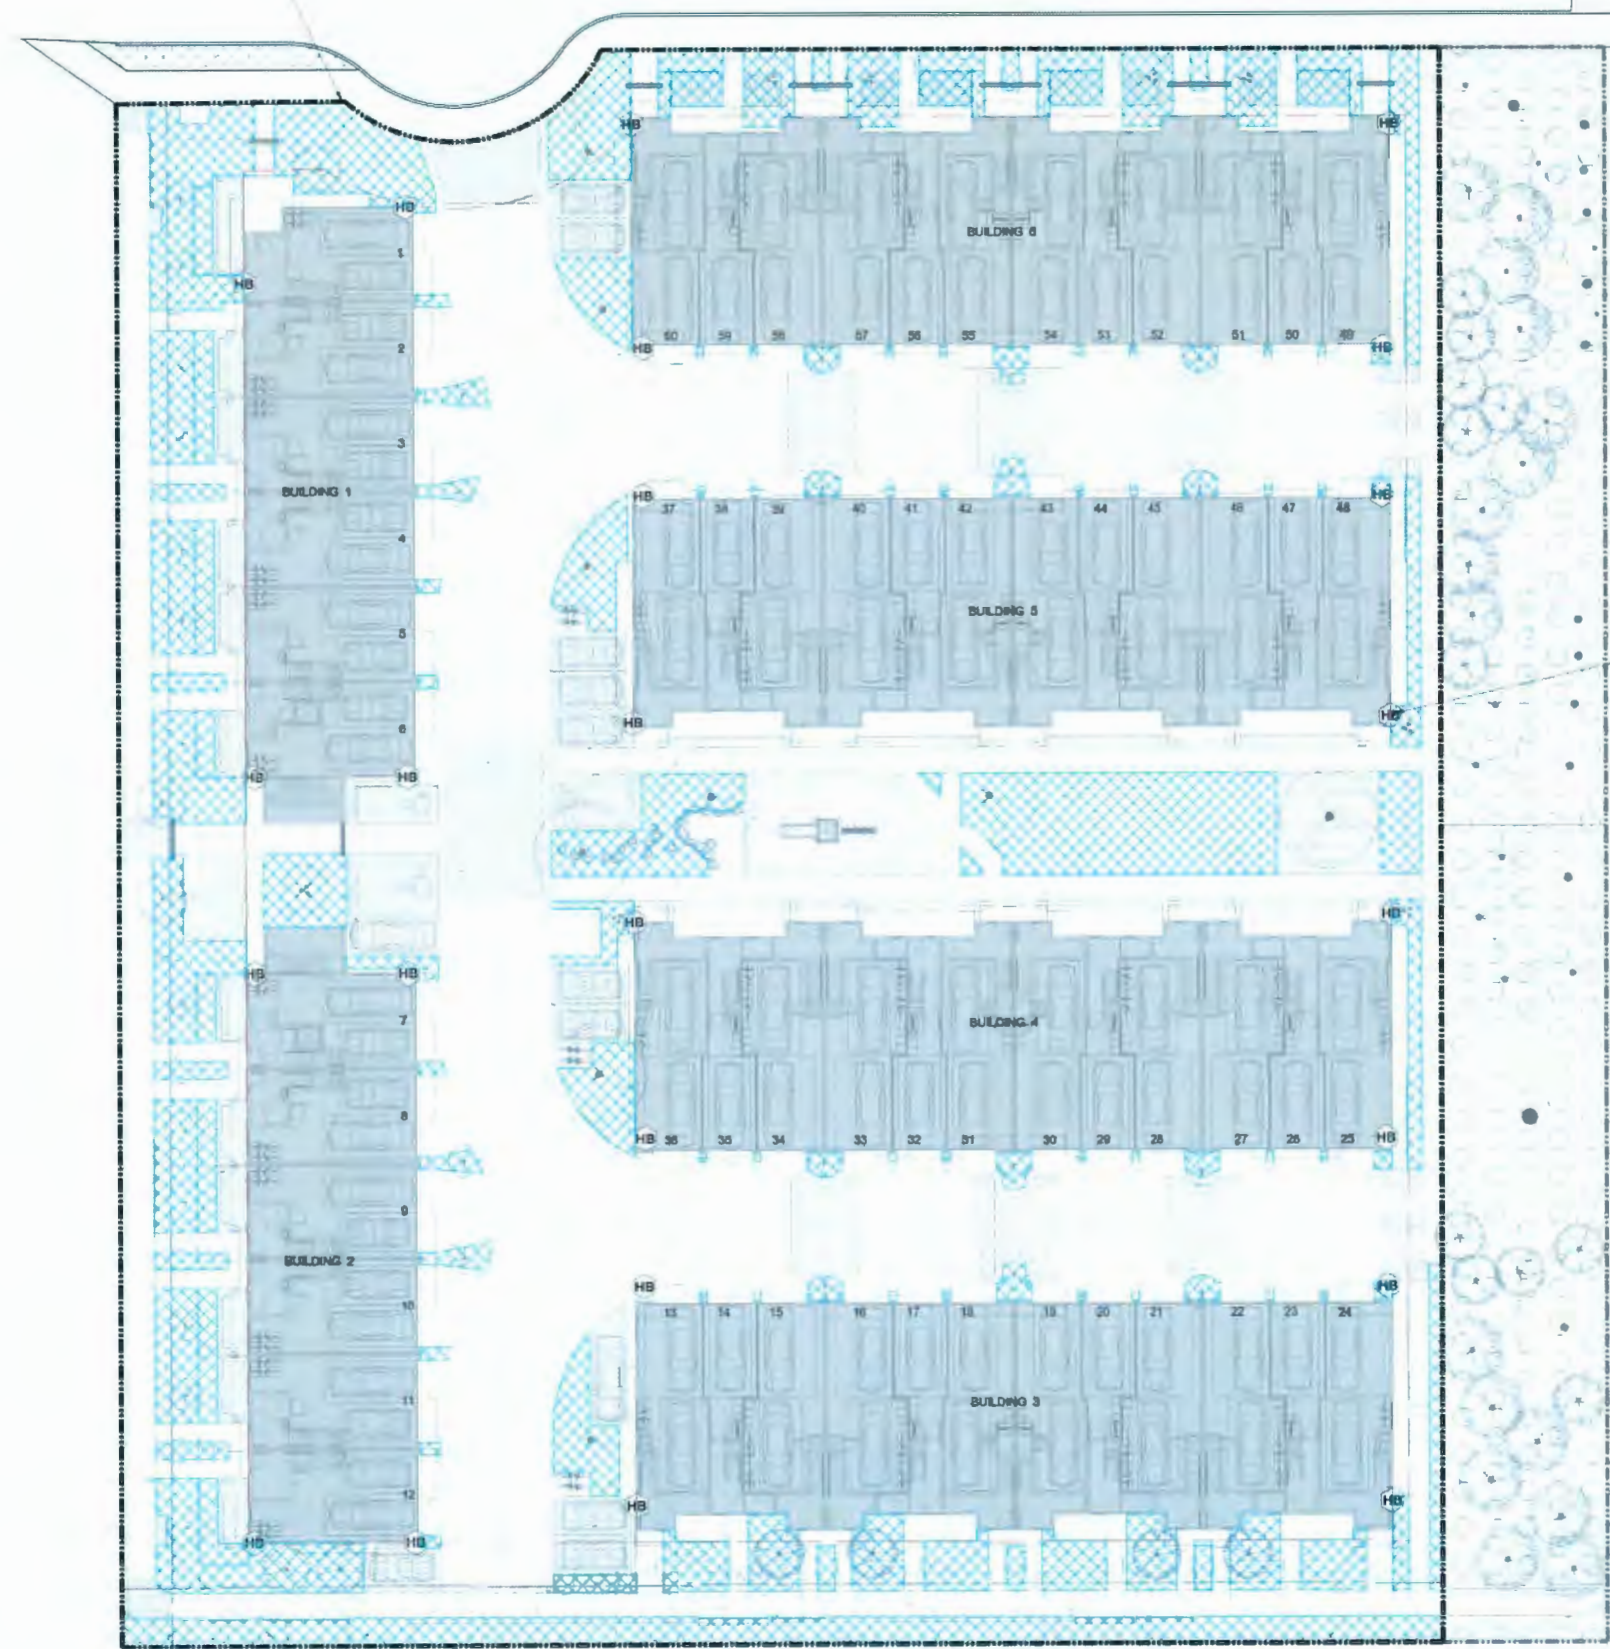 HB HB
HB
BUILDING 6
1
HB
60 59 58 57 56 55 54 53 52 51 50 49
HB HB
2
3
BUILDING 1
HB HB
37 38 39 40 41 42 43 44 45 46 47 48
4
BUILDING 5
5
HB HB
6
HB HB
HB HB
HB HB
7
BUILDING 4
8
HB HB
36 35 34 33 32 31 30 29 28 27 26 25
9
BUILDING 2
HB HB
10
13 14 15 16 17 18 19 20 21 22 23 24
11
BUILDING 3
12
HB HB
HB HB